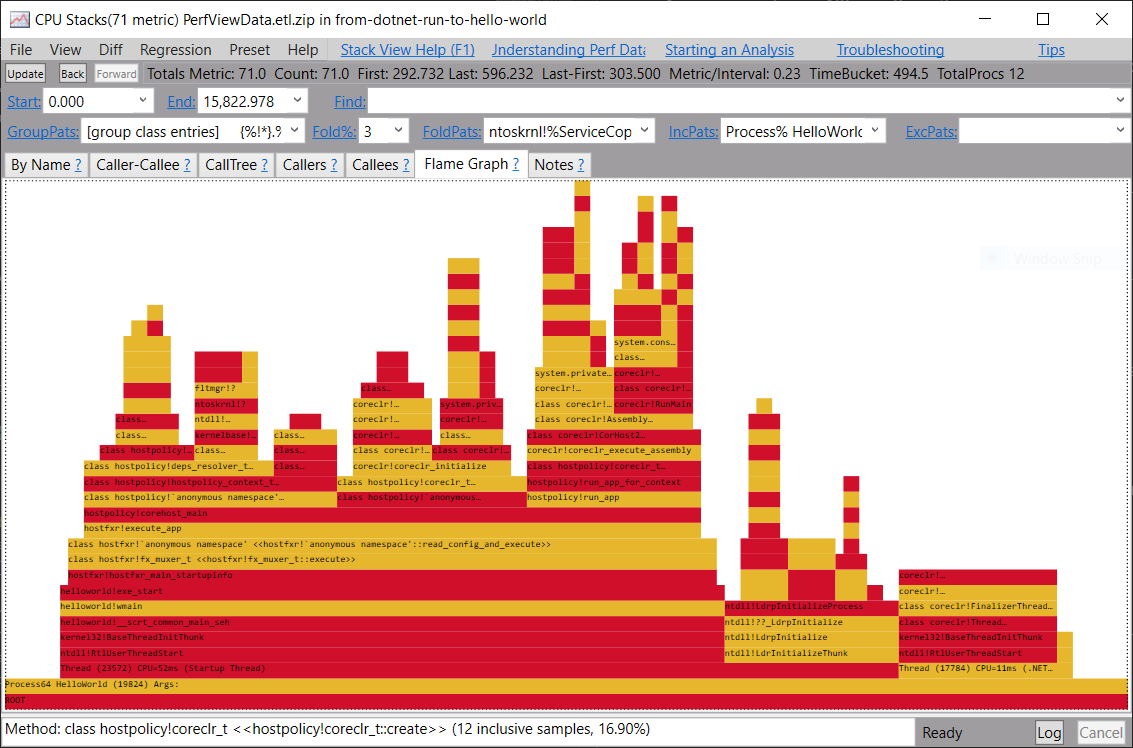 CPU Stacks(71 metric) PerfViewData.etl.zip in from-dotnet-run-to-hello-world
File View Diff Regression Preset Help Stack View Help (F1) Jnderstanding Perf Data Starting an Analysis Troubleshooting Tips
Update Back Forward Totals Metric: 71.0 Count: 71.0 First: 292.732 Last: 596.232 Last-First: 303.500 Metric/Interval: 0.23 TimeBucket: 494.5 TotalProcs 12
Start: 0.000 End: 15,822.978 Find:
GroupPats: [group class entries] {%!*}.% Fold%: 3 FoldPats: ntoskrnl!%ServiceCop IncPats: Process% HelloWorld ExcPats:
By Name ? Caller-Callee ? CallTree ? Callers ? Callees ? Flame Graph ? Notes ?
Window Snip
system.cons…
class…
system.private… coreclr!…
class… fltmgr!? coreclr!… class coreclr!…
ntoskrnl!? coreclr!… system.priv… class coreclr!… coreclr!RunMain
class… ntdll!… coreclr!… coreclr!… class coreclr!Assembly…
class… kernelbase!… class… coreclr!… class… class coreclr!CorHost2…
class hostpolicy!… class… class… class coreclr!… class coreclr!… coreclr!coreclr_execute_assembly
class hostpolicy!deps_resolver_t… class… coreclr!coreclr_initialize class hostpolicy!coreclr_t…
class hostpolicy!hostpolicy_context_t… class… class hostpolicy!coreclr_t… hostpolicy!run_app_for_context
class hostpolicy!`anonymous namespace'… class hostpolicy!`anonymous… hostpolicy!run_app
hostpolicy!corehost_main
hostfxr!execute_app
class hostfxr!`anonymous namespace' <<hostfxr!`anonymous namespace'::read_config_and_execute>>
class hostfxr!fx_muxer_t <<hostfxr!fx_muxer_t::execute>>
hostfxr!hostfxr_main_startupinfo coreclr!…
helloworld!exe_start coreclr!…
helloworld!wmain ntdll!LdrpInitializeProcess class coreclr!FinalizerThread…
helloworld!__scrt_common_main_seh ntdll!??_LdrpInitialize class coreclr!Thread…
kernel32!BaseThreadInitThunk ntdll!LdrpInitialize kernel32!BaseThreadInitThunk
ntdll!RtlUserThreadStart ntdll!LdrInitializeThunk ntdll!RtlUserThreadStart
Thread (23572) CPU=52ms (Startup Thread) Thread (17784) CPU=11ms (.NET…
Process64 HelloWorld (19824) Args:
ROOT
Method: class hostpolicy!coreclr_t <<hostpolicy!coreclr_t::create>> (12 inclusive samples, 16.90%) Ready Log Cancel